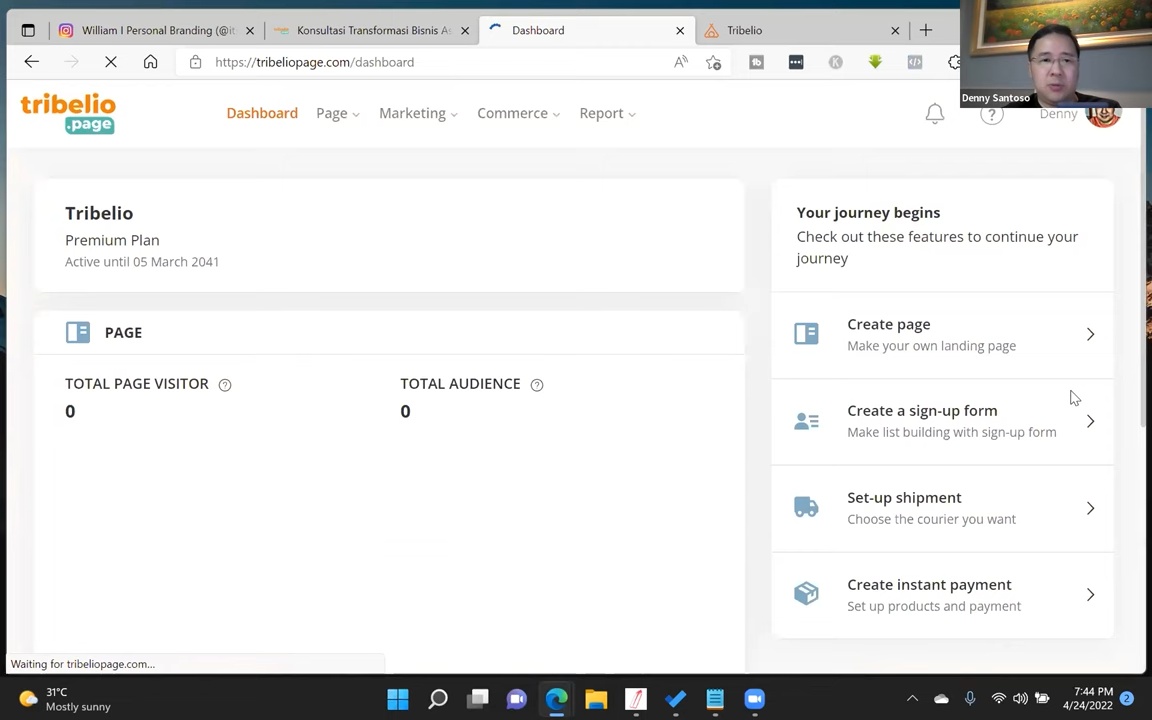 William I Personal Branding (@it
Konsultasi Transformasi Bisnis As
Dashboard
Tribelio
https://tribeliopage.com/dashboard
Denny Santoso
tribelio
.page
Dashboard
Page
Marketing
Commerce
Report
Denny
Tribelio
Premium Plan
Active until 05 March 2041
PAGE
TOTAL PAGE VISITOR
TOTAL AUDIENCE
0
0
Your journey begins
Check out these features to continue your
journey
Create page
Make your own landing page
Create a sign-up form
Make list building with sign-up form
Set-up shipment
Choose the courier you want
Create instant payment
Set up products and payment
Waiting for tribeliopage.com...
31°C
Mostly sunny
7:44 PM
4/24/2022
2